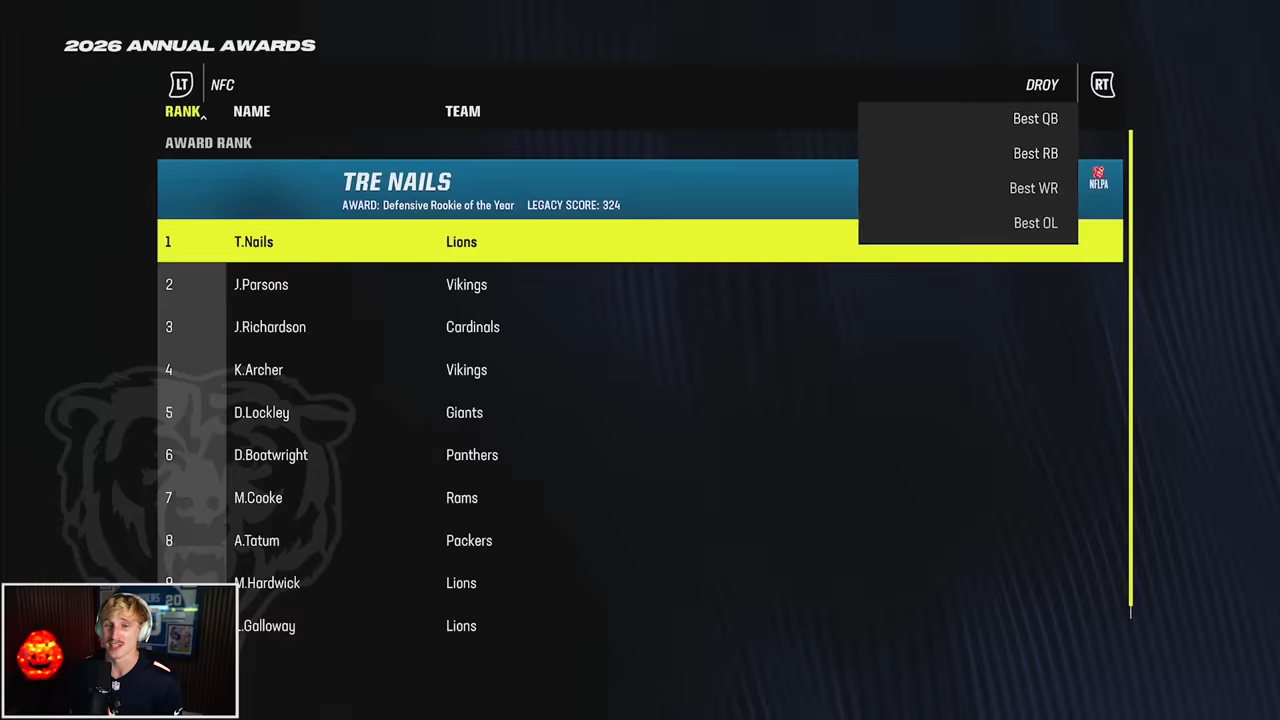 2026 ANNUAL AWARDS
LT NFC DROY RT
RANK NAME TEAM
Best QB
AWARD RANK
Best RB
TRE NAILS
NFLPA
Best WR
AWARD: Defensive Rookie of the Year LEGACY SCORE: 324
Best OL
1 T.Nails Lions
2 J.Parsons Vikings
3 J.Richardson Cardinals
4 K.Archer Vikings
5 D.Lockley Giants
6 D.Boatwright Panthers
7 M.Cooke Rams
8 A.Tatum Packers
9 M.Hardwick Lions
.Galloway Lions
20